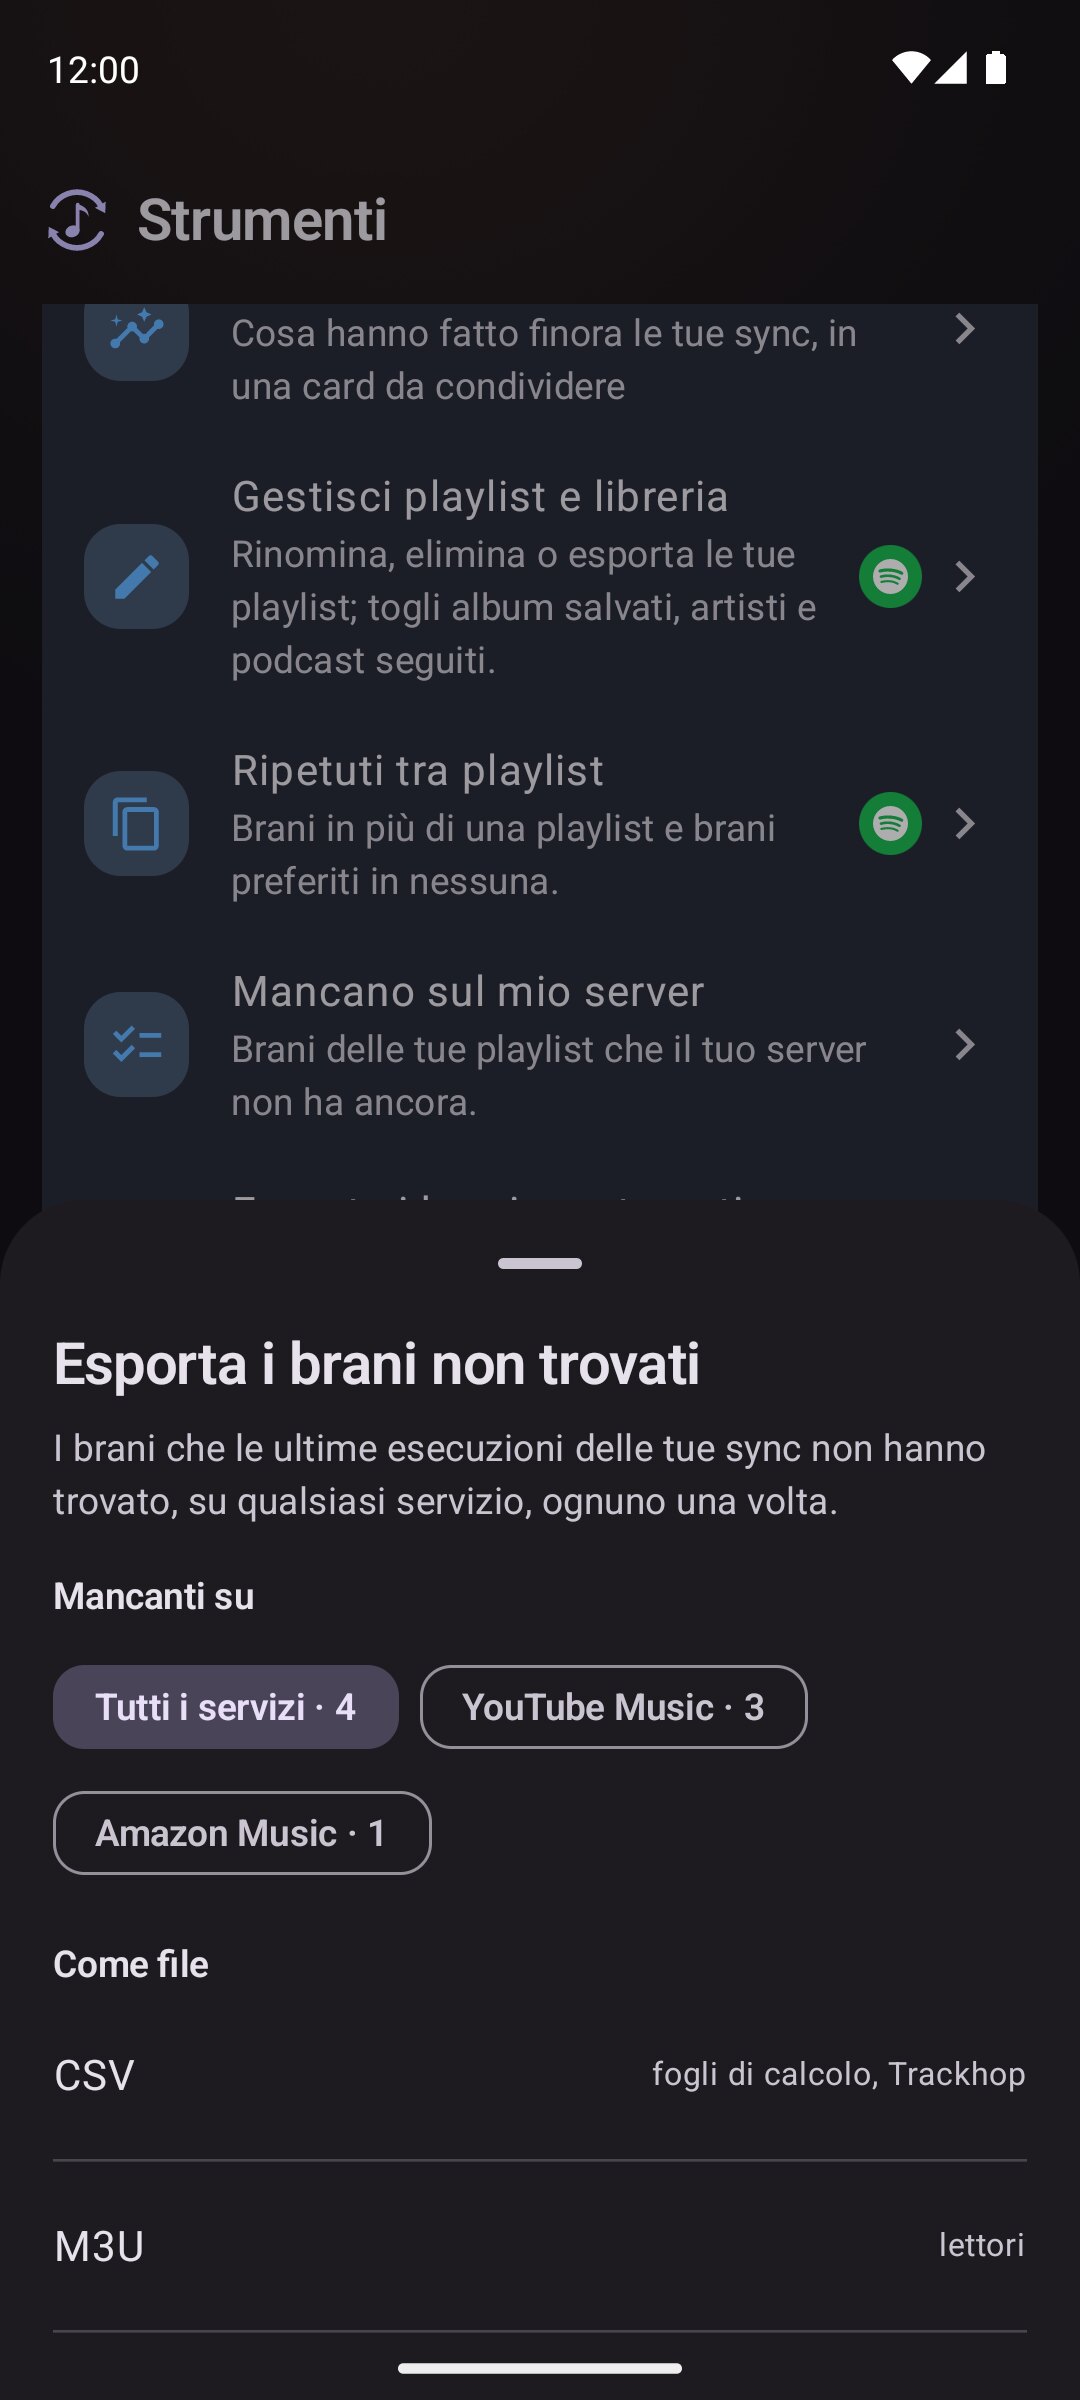 12:00
Strumenti
Cosa hanno fatto finora le tue sync, in
una card da condividere
Gestisci playlist e libreria
Rinomina, elimina o esporta le tue
playlist; togli album salvati, artisti e
podcast seguiti.
Ripetuti tra playlist
Brani in più di una playlist e brani
preferiti in nessuna.
Mancano sul mio server
Brani delle tue playlist che il tuo server
non ha ancora.
Esporta i brani non trovati
I brani che le ultime esecuzioni delle tue sync non hanno
trovato, su qualsiasi servizio, ognuno una volta.
Mancanti su
Tutti i servizi · 4
YouTube Music · 3
Amazon Music · 1
Come file
CSV
fogli di calcolo, Trackhop
M3U
lettori